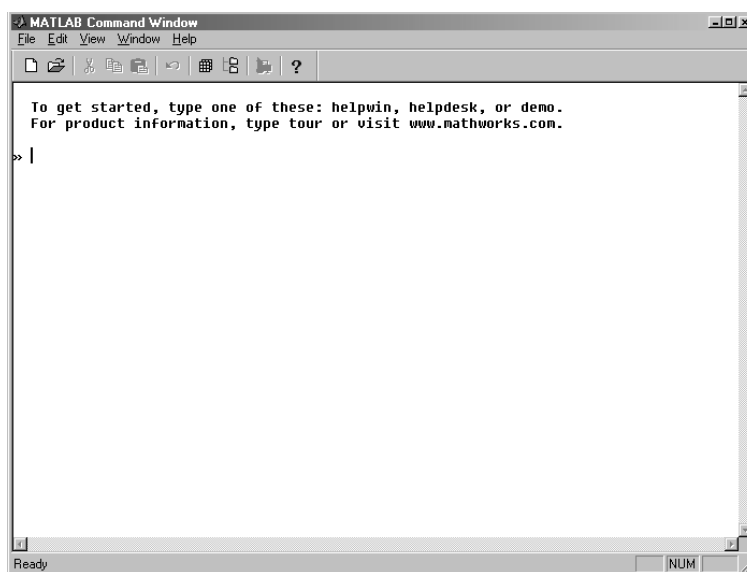 MATLAB Command Window
File Edit View Window Help
?
To get started, type one of these: helpwin, helpdesk, or demo.
For product information, type tour or visit www.mathworks.com.
»
Ready NUM